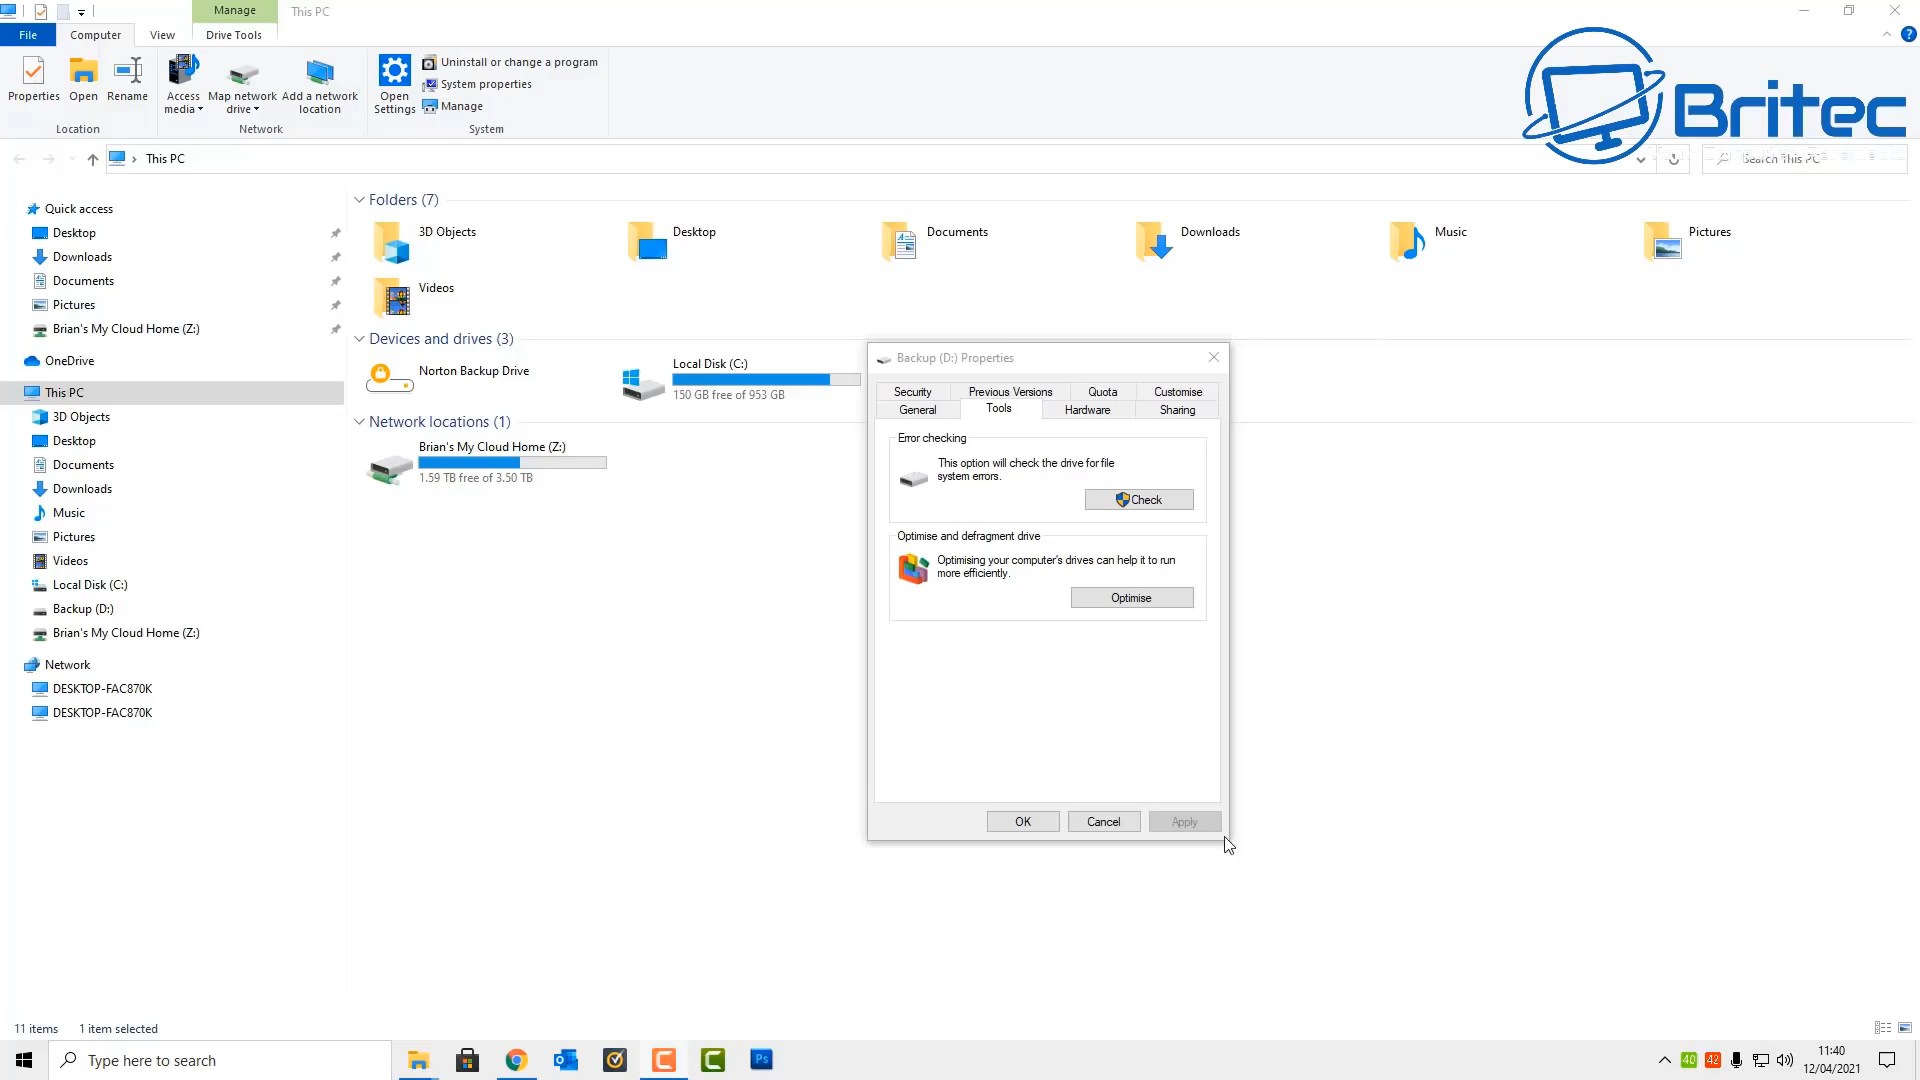 Manage
This PC
File
Computer
View
Drive Tools
Properties
Open
Rename
Access media
Map network drive
Add a network location
Open Settings
Uninstall or change a program
System properties
Manage
Location
Network
System
Britec
This PC
Search This PC
Quick access
Desktop
Downloads
Documents
Pictures
Brian's My Cloud Home (Z:)
OneDrive
This PC
3D Objects
Desktop
Documents
Downloads
Music
Pictures
Videos
Local Disk (C:)
Backup (D:)
Brian's My Cloud Home (Z:)
Network
DESKTOP-FAC870K
DESKTOP-FAC870K
Folders (7)
3D Objects
Desktop
Documents
Downloads
Music
Pictures
Videos
Devices and drives (3)
Norton Backup Drive
Local Disk (C:)
150 GB free of 953 GB
Network locations (1)
Brian's My Cloud Home (Z:)
1.59 TB free of 3.50 TB
Backup (D:) Properties
Security
Previous Versions
Quota
Customise
General
Tools
Hardware
Sharing
Error checking
This option will check the drive for file
system errors.
Check
Optimise and defragment drive
Optimising your computer's drives can help it to run
more efficiently.
Optimise
OK
Cancel
Apply
11 items
1 item selected
Type here to search
Ps
40
42
11:40
12/04/2021